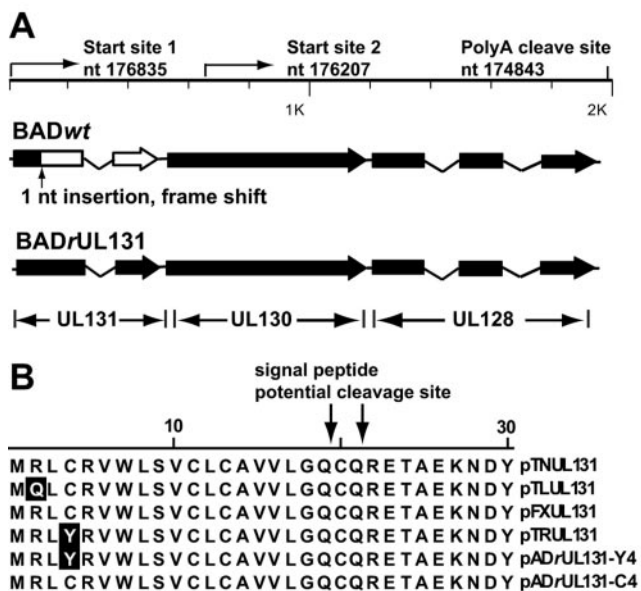 A
Start site 1 Start site 2 PolyA cleave site
nt 176835 nt 176207 nt 174843
1K 2K
BADwt
1 nt insertion, frame shift
BADrUL131
UL131 UL130 UL128
B
signal peptide
potential cleavage site
10 30
M R L C R V W L S V C L C A V V L G Q C Q R E T A E K N D Y pTNUL131
M Q L C R V W L S V C L C A V V L G Q C Q R E T A E K N D Y pTLUL131
M R L C R V W L S V C L C A V V L G Q C Q R E T A E K N D Y pFXUL131
M R L Y R V W L S V C L C A V V L G Q C Q R E T A E K N D Y pTRUL131
M R L Y R V W L S V C L C A V V L G Q C Q R E T A E K N D Y pADrUL131-Y4
M R L C R V W L S V C L C A V V L G Q C Q R E T A E K N D Y pADrUL131-C4